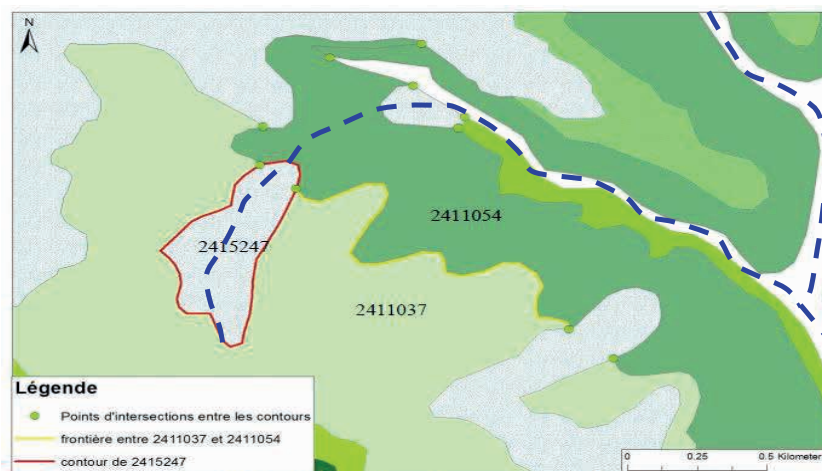 N
2411054
2415247
2411037
Légende
Points d'intersections entre les contours
frontière entre 2411037 et 2411054
contour de 2415247
0 0.25 0.5 Kilometer